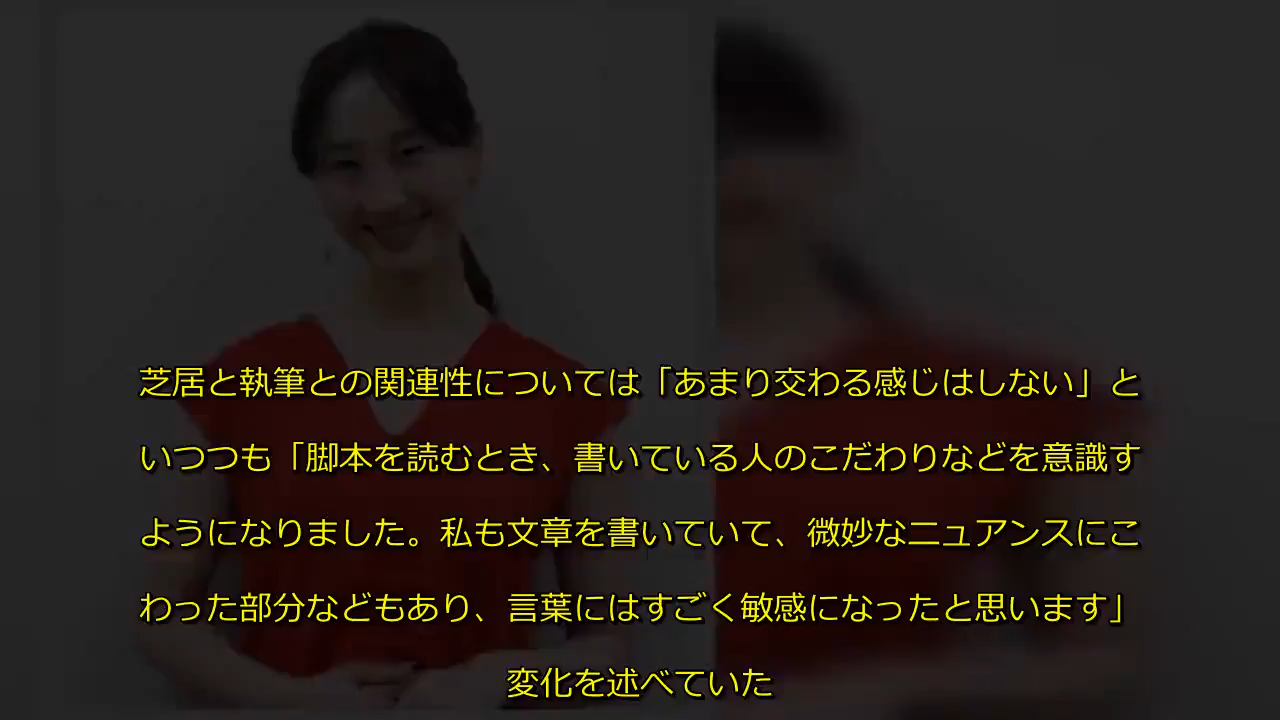 芝居と執筆との関連性については「あまり交わる感じはしない」と
いつつも「脚本を読むとき、書いている人のこだわりなどを意識す
ようになりました。私も文章を書いていて、微妙なニュアンスにこ
わった部分などもあり、言葉にはすごく敏感になったと思います」
変化を述べていた